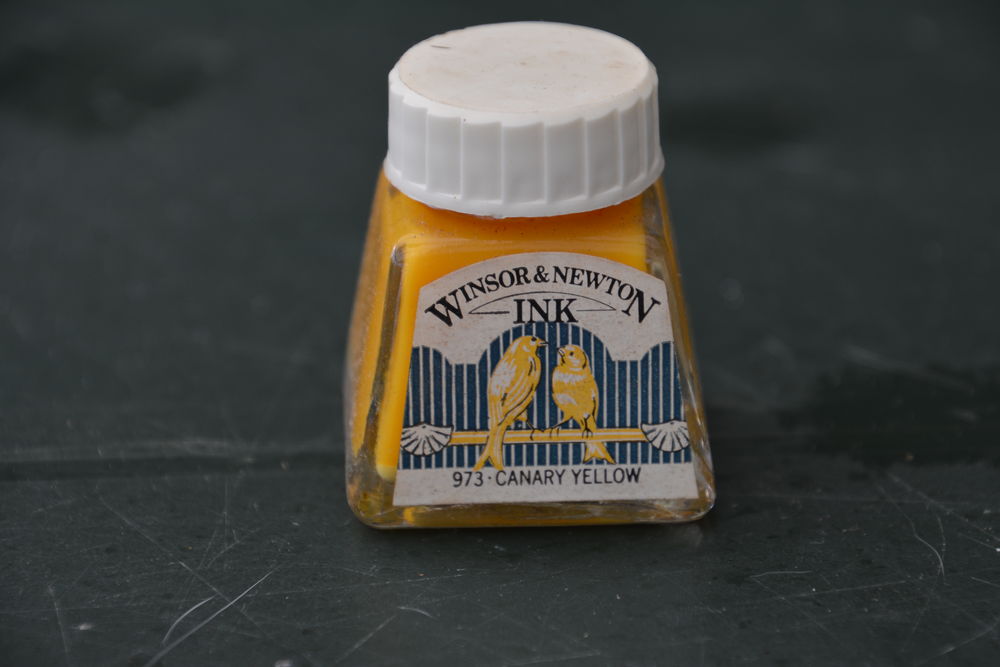 WINSOR & NEWTON
INK
973 · CANARY YELLOW